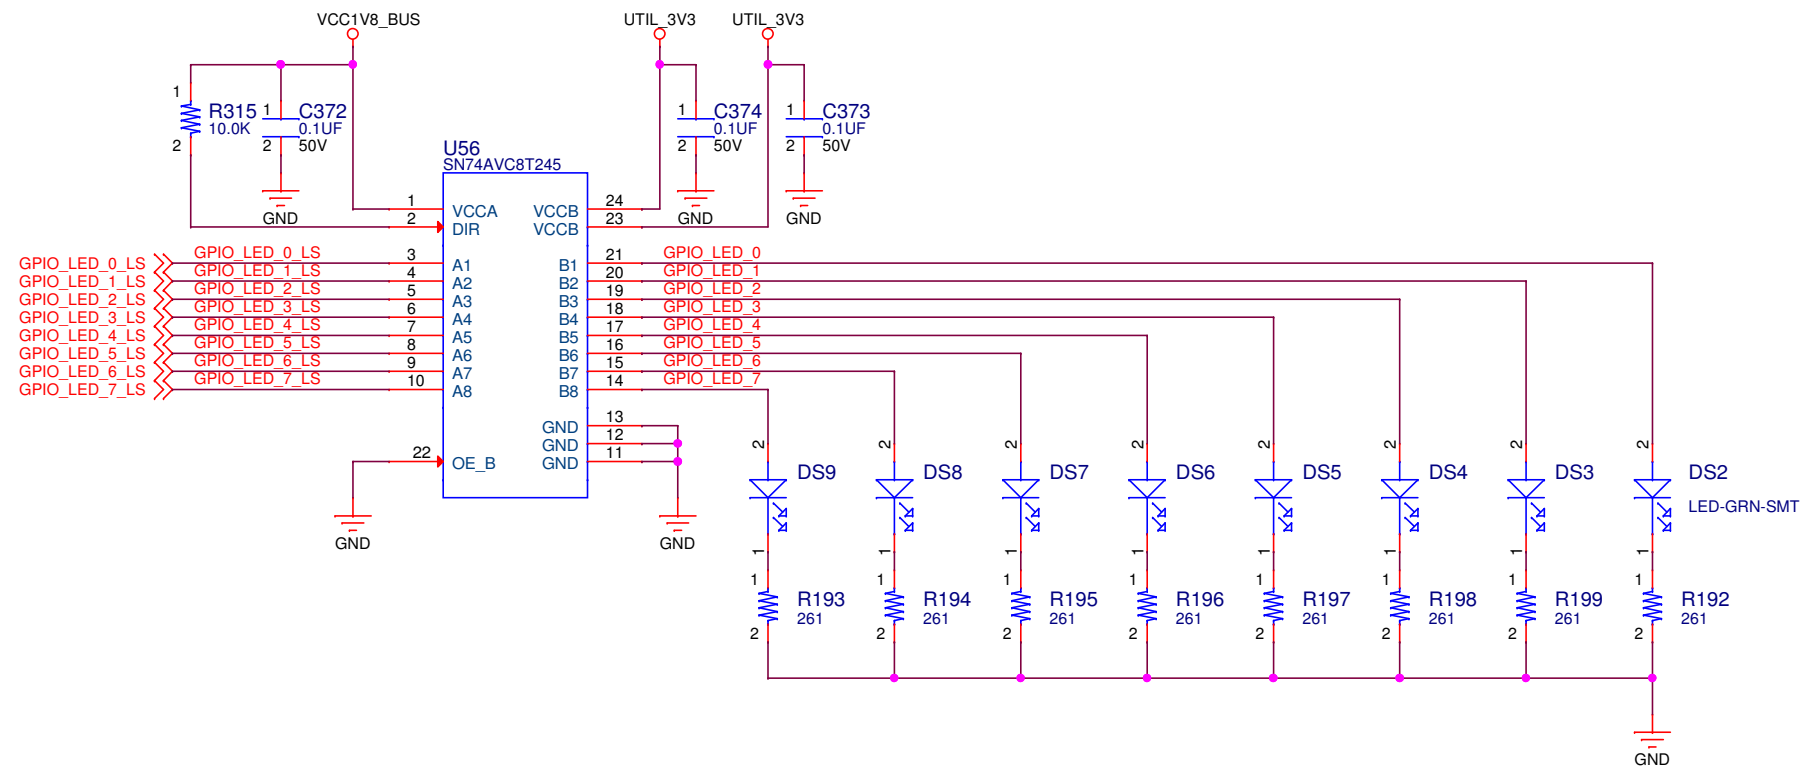 VCC1V8_BUS
UTIL_3V3
UTIL_3V3
1
R315
10.0K
2
1
C372
0.1UF
2
50V
GND
1
C374
0.1UF
2
50V
GND
1
C373
0.1UF
2
50V
GND
U56
SN74AVC8T245
1
VCCA
VCCB
24
2
DIR
VCCB
23
GPIO_LED_0_LS
GPIO_LED_0_LS
3
A1
B1
21
GPIO_LED_0
GPIO_LED_1_LS
GPIO_LED_1_LS
4
A2
B2
20
GPIO_LED_1
GPIO_LED_2_LS
GPIO_LED_2_LS
5
A3
B3
19
GPIO_LED_2
GPIO_LED_3_LS
GPIO_LED_3_LS
6
A4
B4
18
GPIO_LED_3
GPIO_LED_4_LS
GPIO_LED_4_LS
7
A5
B5
17
GPIO_LED_4
GPIO_LED_5_LS
GPIO_LED_5_LS
8
A6
B6
16
GPIO_LED_5
GPIO_LED_6_LS
GPIO_LED_6_LS
9
A7
B7
15
GPIO_LED_6
GPIO_LED_7_LS
GPIO_LED_7_LS
10
A8
B8
14
GPIO_LED_7
GND
13
GND
12
22
OE_B
GND
11
GND
GND
2
DS9
1
2
DS8
1
2
DS7
1
2
DS6
1
2
DS5
1
2
DS4
1
2
DS3
1
2
DS2
LED-GRN-SMT
1
1
R193
261
2
1
R194
261
2
1
R195
261
2
1
R196
261
2
1
R197
261
2
1
R198
261
2
1
R199
261
2
1
R192
261
2
GND